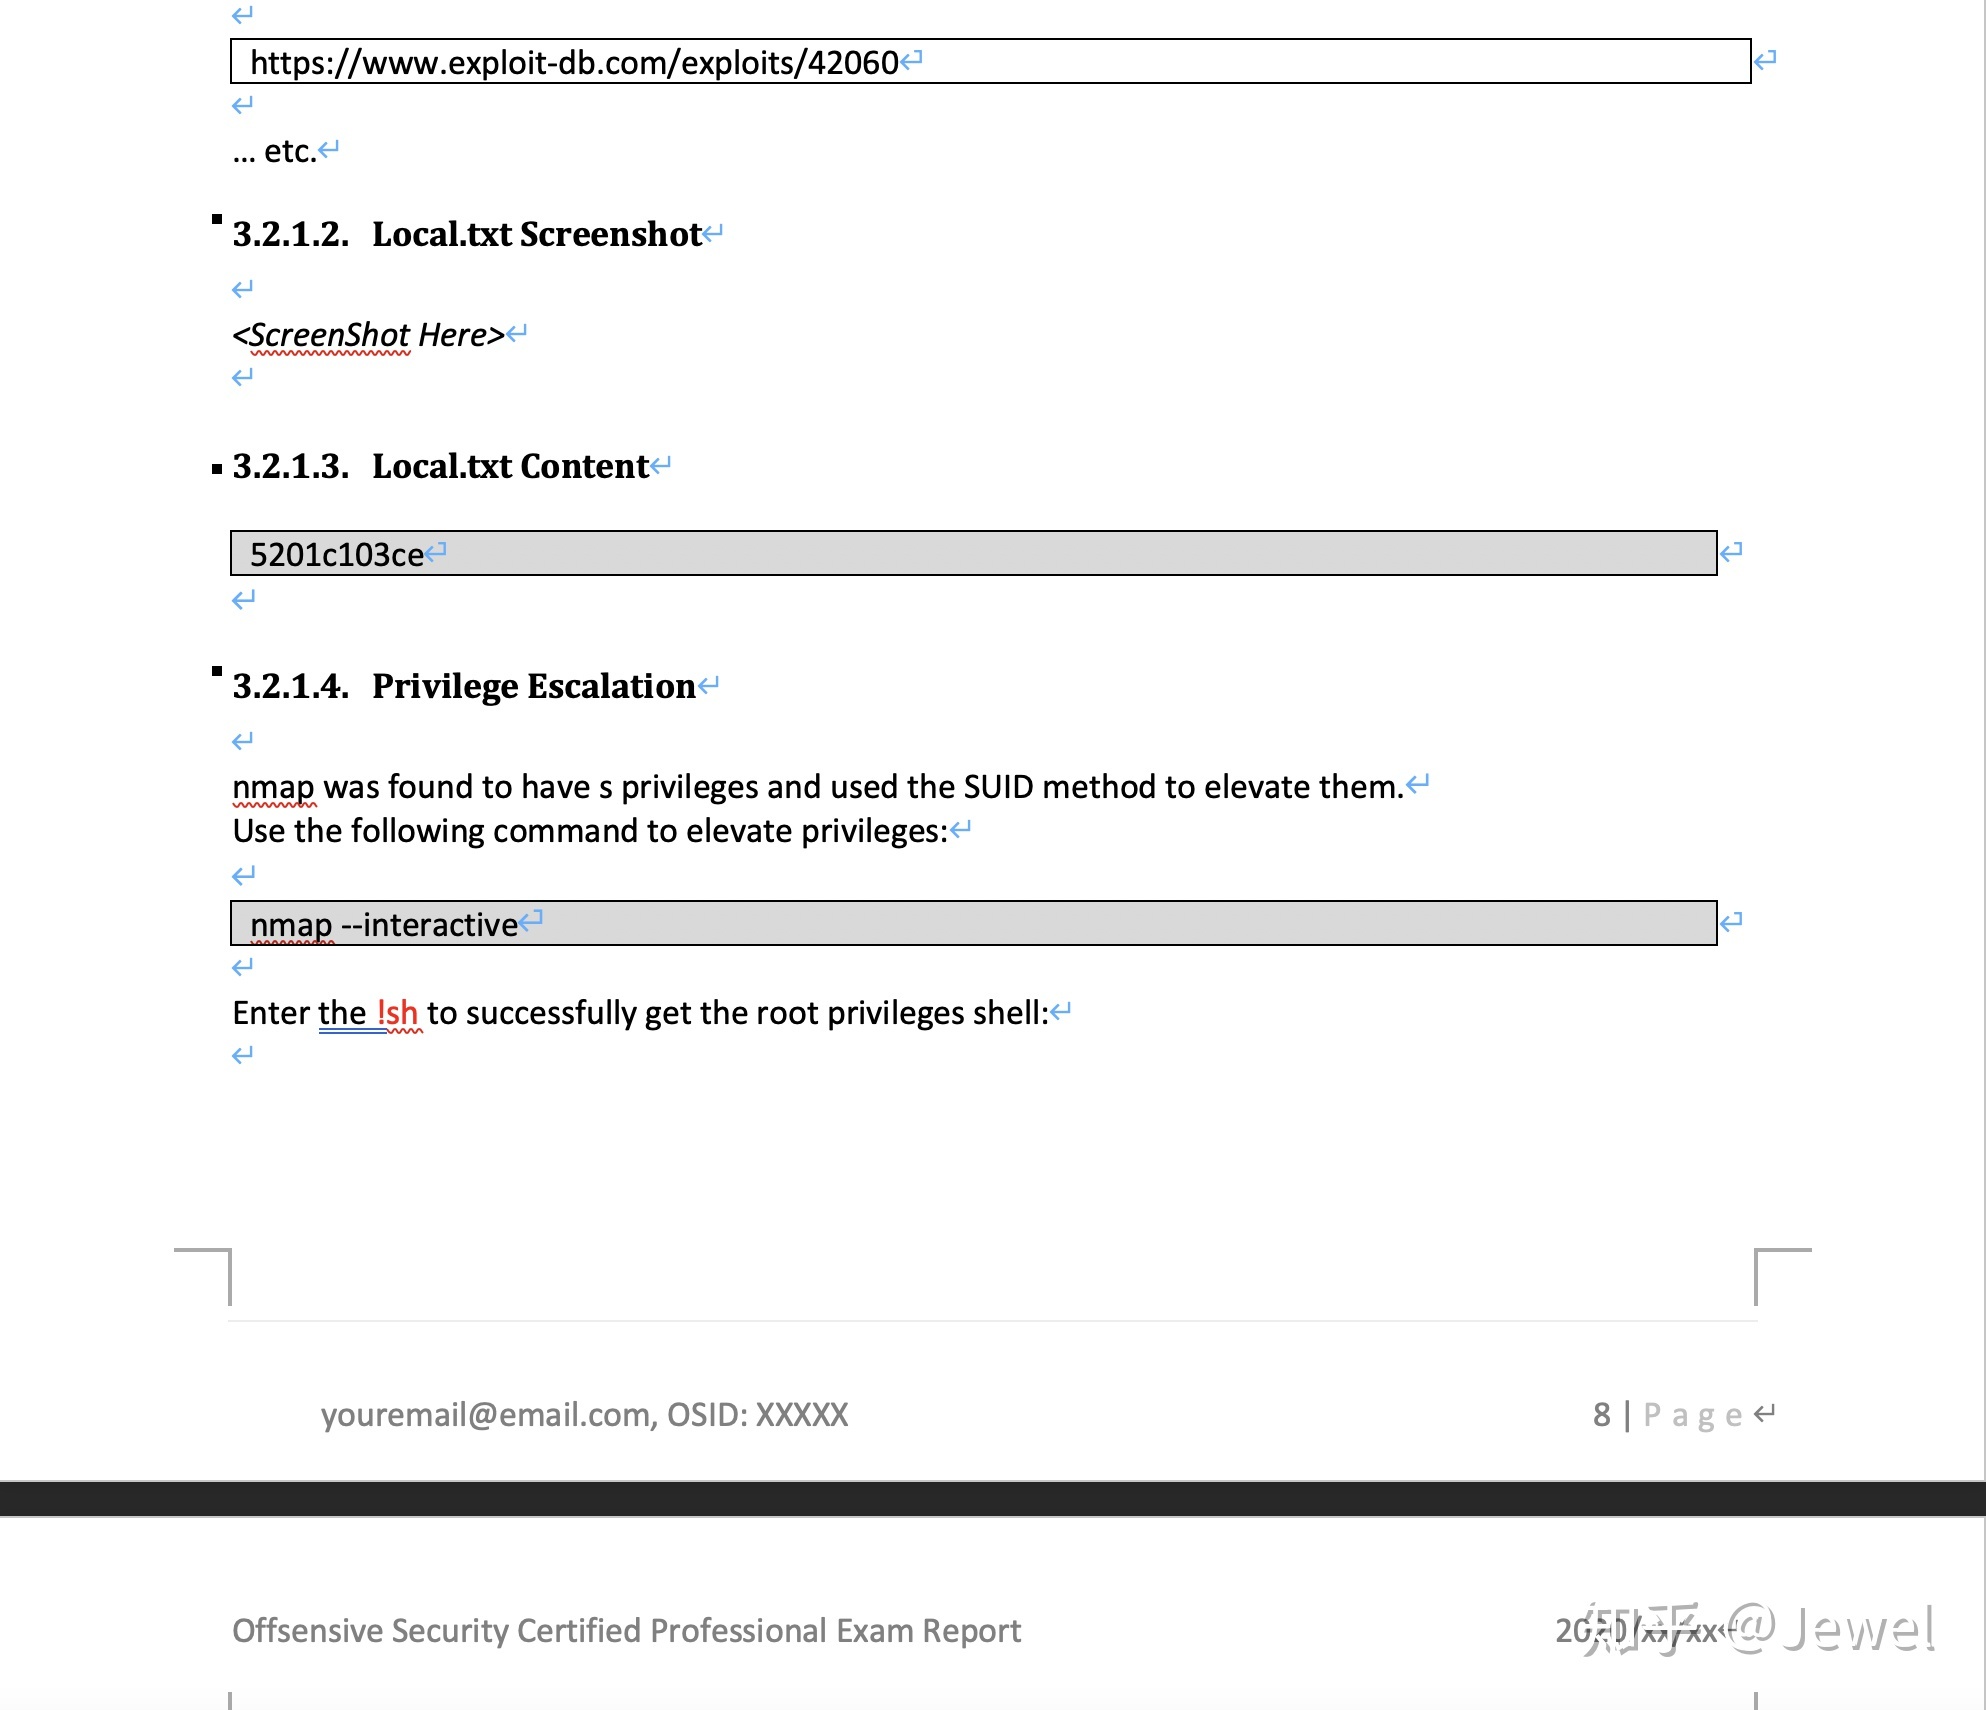 https://www.exploit-db.com/exploits/42060
... etc.
3.2.1.2. Local.txt Screenshot
<ScreenShot Here>
3.2.1.3. Local.txt Content
5201c103ce
3.2.1.4. Privilege Escalation
nmap was found to have s privileges and used the SUID method to elevate them.
Use the following command to elevate privileges:
nmap --interactive
Enter the !sh to successfully get the root privileges shell:
youremail@email.com, OSID: XXXXX
8 | Page
Offsensive Security Certified Professional Exam Report
2020/xx/xx
知乎 @Jewel